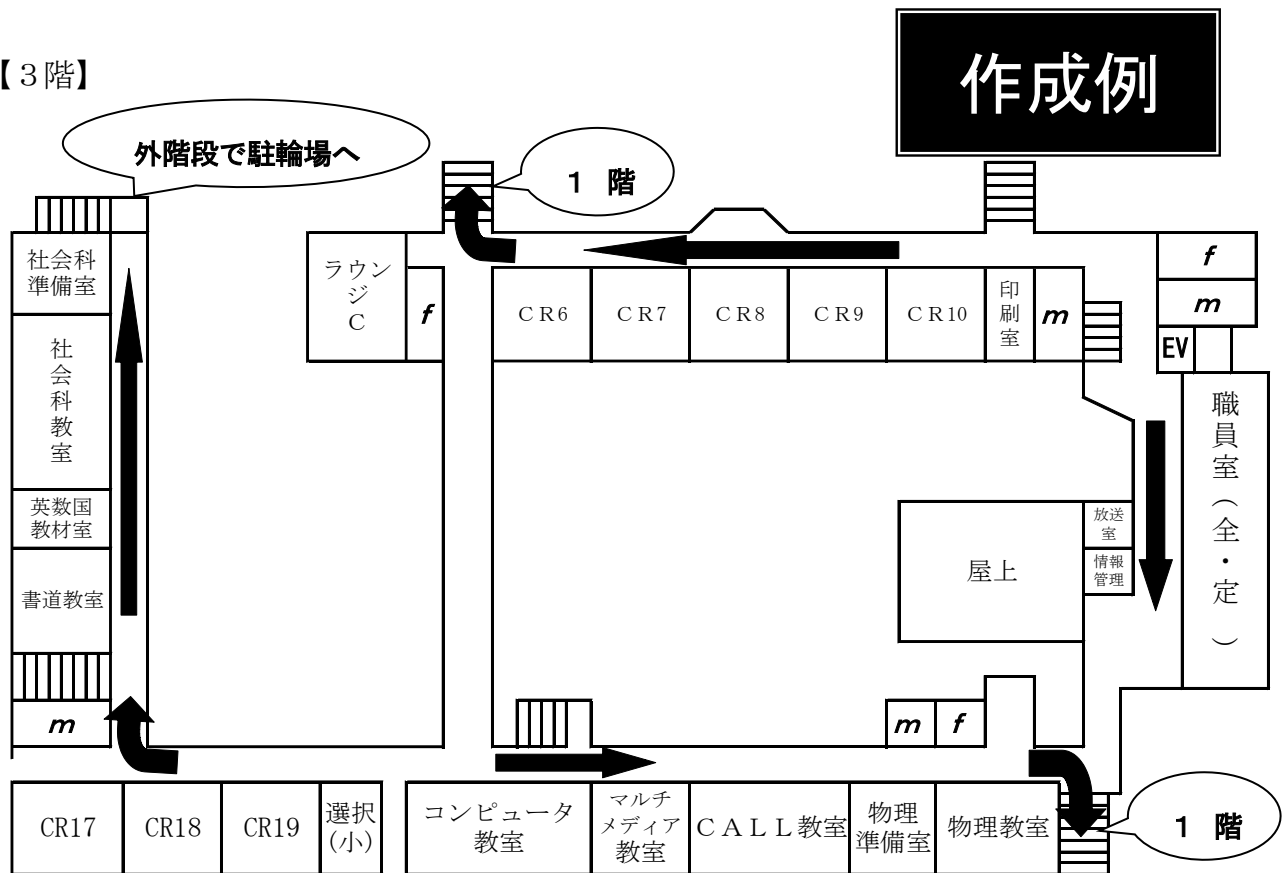 【３階】
作成例
外階段で駐輪場へ
１ 階
社会科
準備室
ラウン
ジ
C
f
ＣＲ6
ＣＲ7
ＣＲ8
ＣＲ9
ＣＲ10
印
刷
室
m
f
m
EV
社
会
科
教
室
職
員
室
（
全
・
定
）
英数国
教材室
放送
室
情報
管理
屋上
書道教室
m
m
f
CR17
CR18
CR19
選択
(小)
コンピュータ
教室
マルチ
メディア
教室
ＣＡＬＬ教室
物理
準備室
物理教室
１ 階